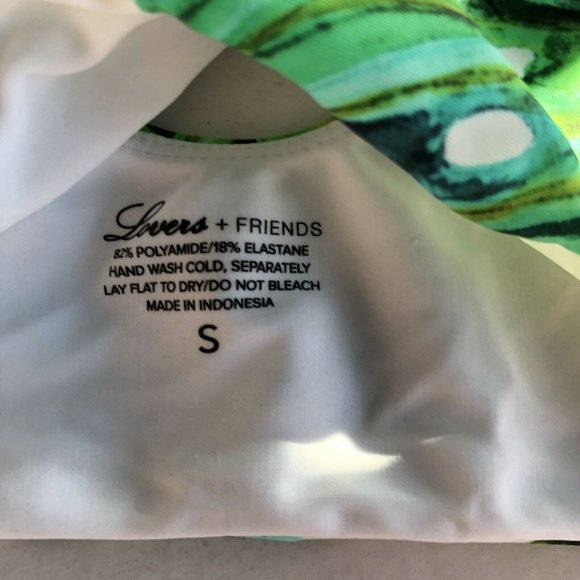 Lovers + FRIENDS
82% POLYAMIDE/18% ELASTANE
HAND WASH COLD, SEPARATELY
LAY FLAT TO DRY/DO NOT BLEACH
MADE IN INDONESIA
S